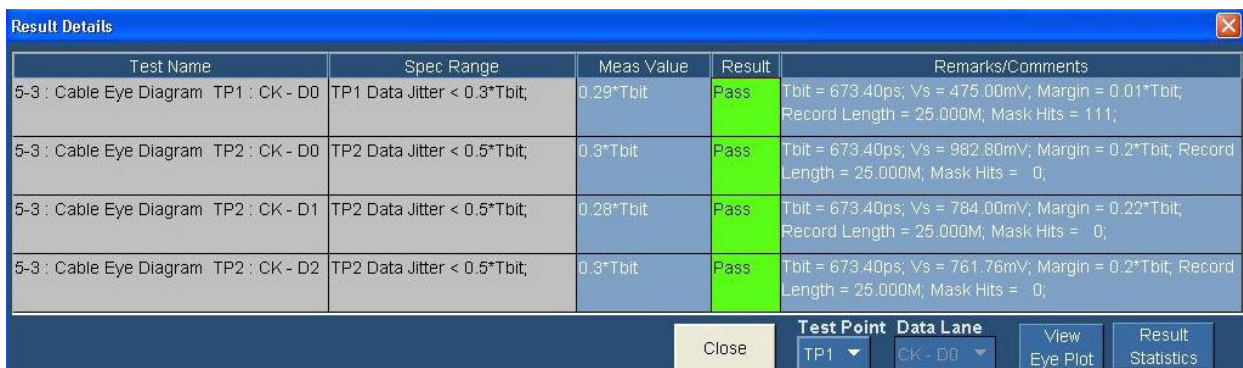 Result Details
Test Name Spec Range Meas Value Result Remarks/Comments
5-3 : Cable Eye Diagram TP1 : CK - D0 TP1 Data Jitter < 0.3*Tbit; 0.29*Tbit Pass Tbit = 673.40ps; Vs = 475.00mV; Margin = 0.01*Tbit;
Record Length = 25.000M; Mask Hits = 111;
5-3 : Cable Eye Diagram TP2 : CK - D0 TP2 Data Jitter < 0.5*Tbit; 0.3*Tbit Pass Tbit = 673.40ps; Vs = 982.80mV; Margin = 0.2*Tbit; Record
Length = 25.000M; Mask Hits = 0;
5-3 : Cable Eye Diagram TP2 : CK - D1 TP2 Data Jitter < 0.5*Tbit; 0.28*Tbit Pass Tbit = 673.40ps; Vs = 784.00mV; Margin = 0.22*Tbit;
Record Length = 25.000M; Mask Hits = 0;
5-3 : Cable Eye Diagram TP2 : CK - D2 TP2 Data Jitter < 0.5*Tbit; 0.3*Tbit Pass Tbit = 673.40ps; Vs = 761.76mV; Margin = 0.2*Tbit; Record
Length = 25.000M; Mask Hits = 0;
Test Point Data Lane
Close TP1 CK - D0 View
Eye Plot Result
Statistics